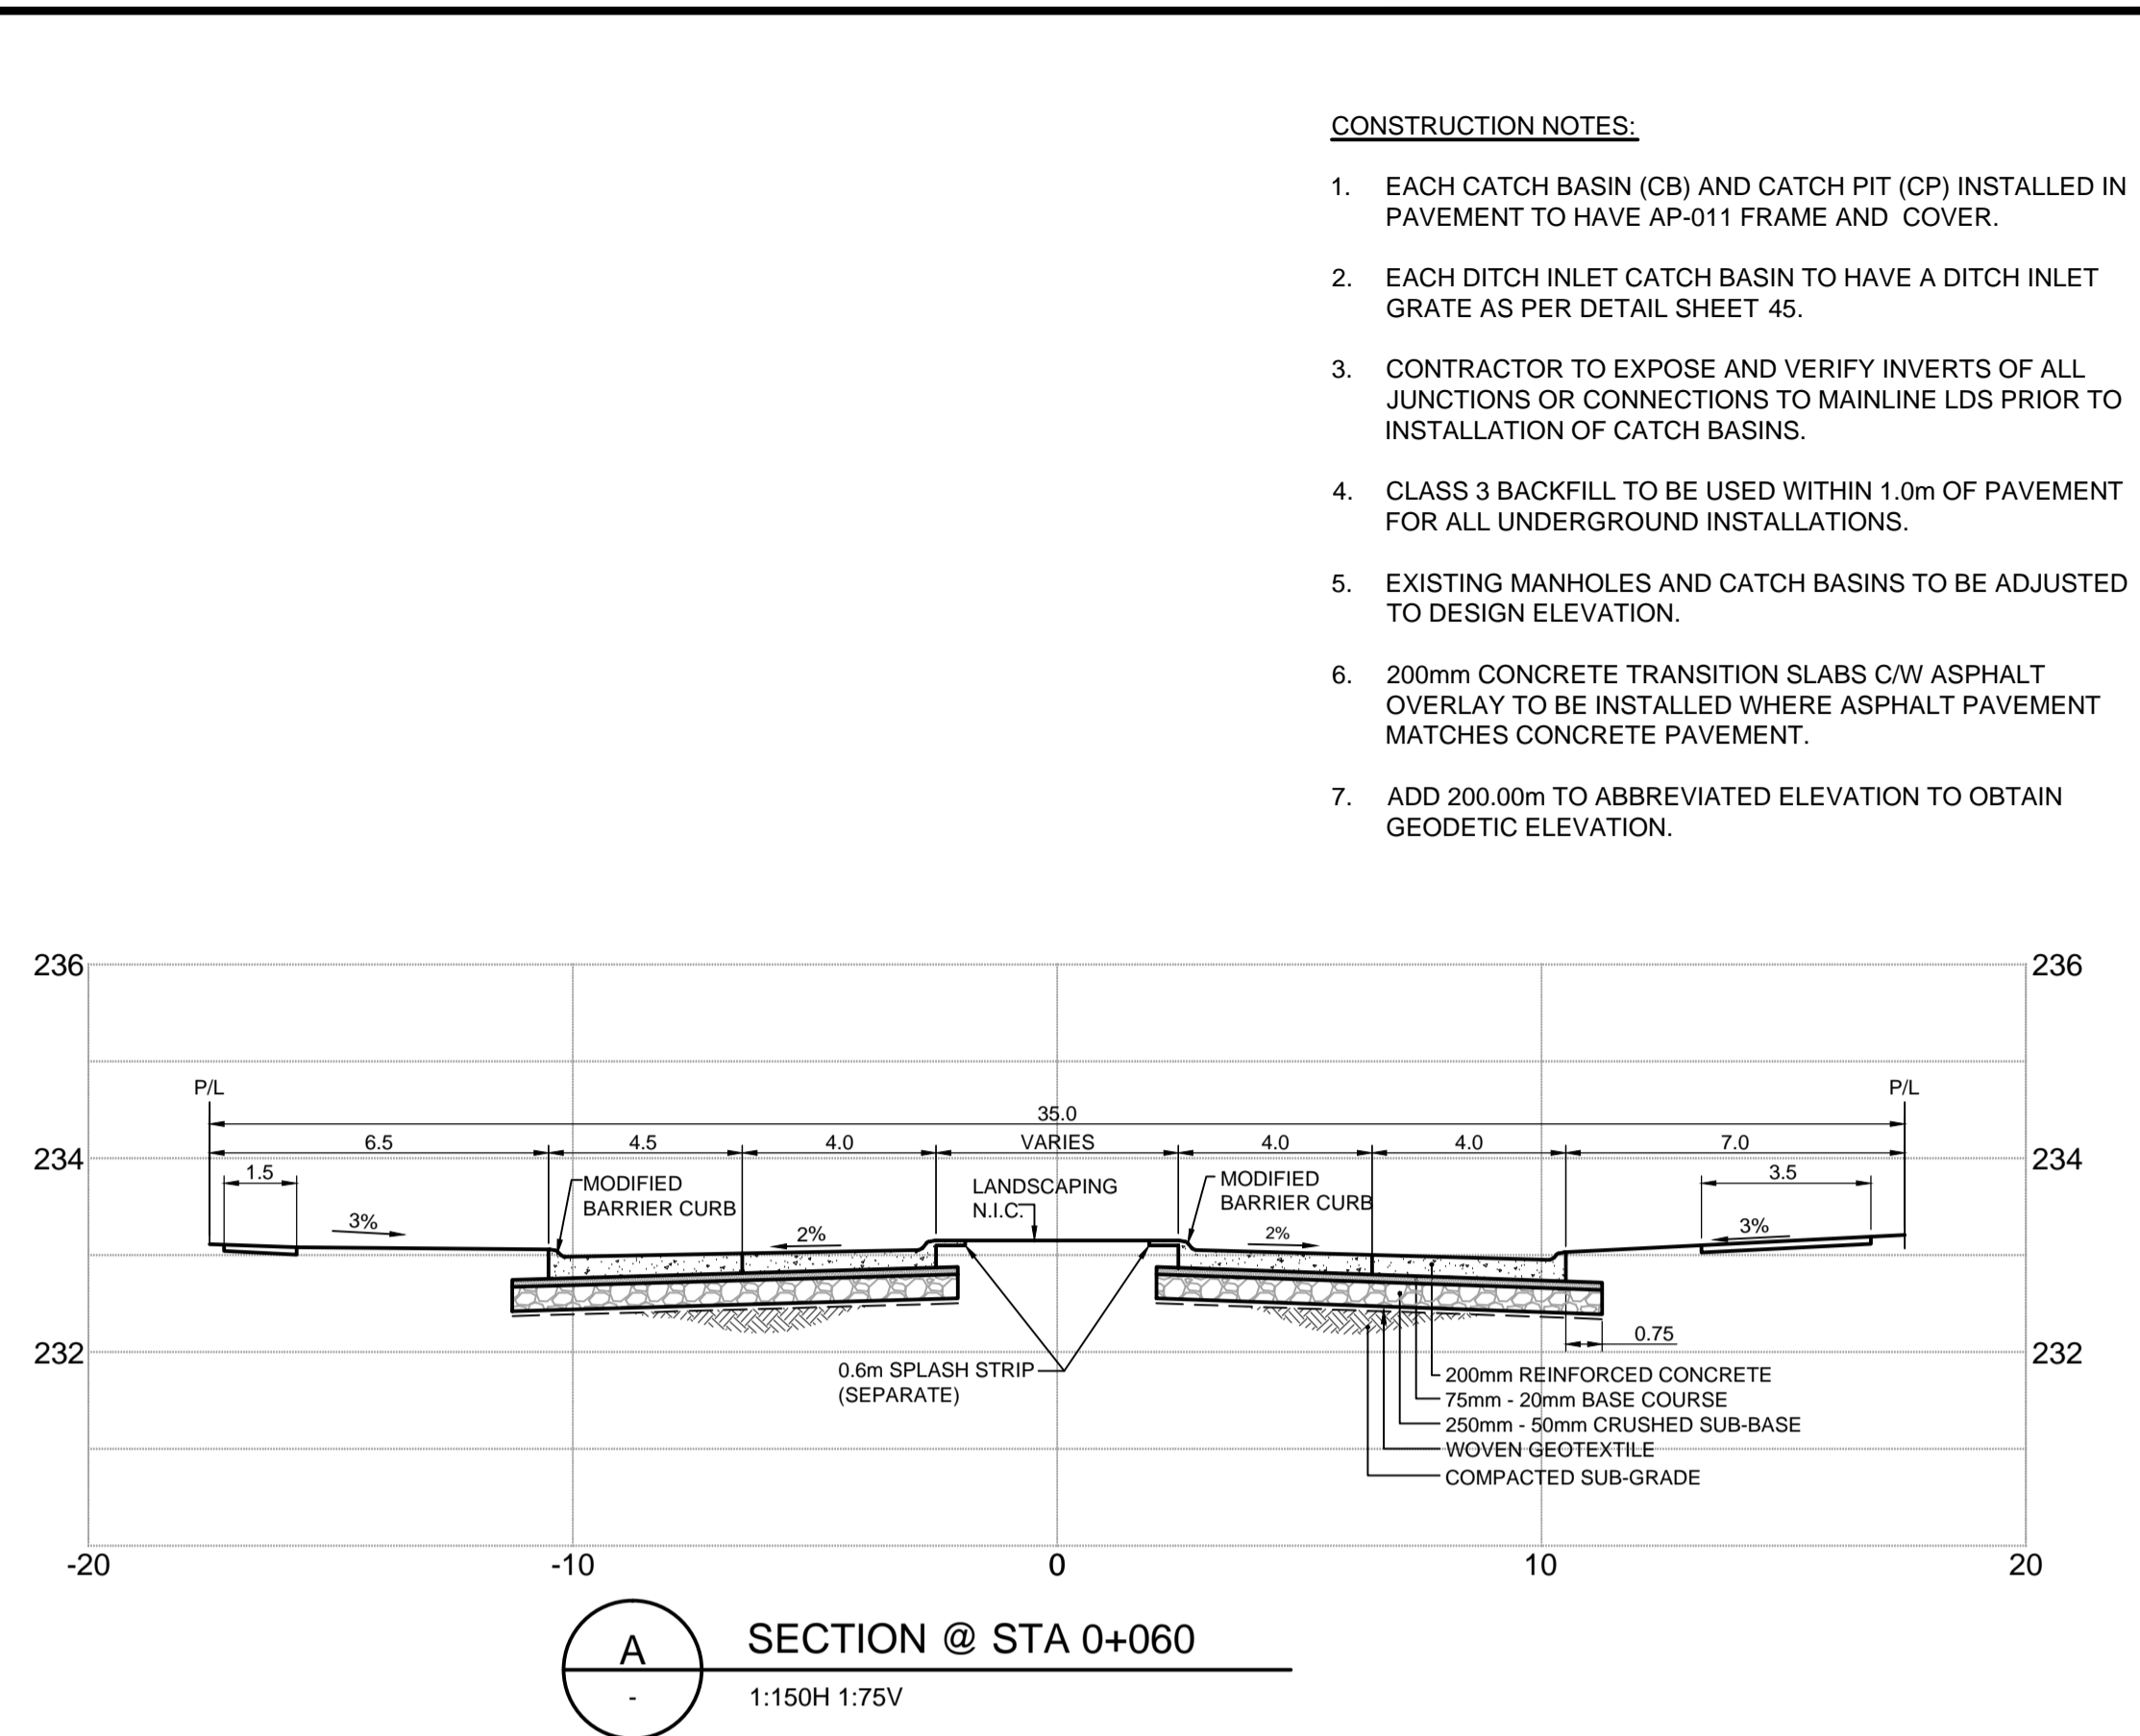 CONSTRUCTION NOTES:
1. EACH CATCH BASIN (CB) AND CATCH PIT (CP) INSTALLED IN
PAVEMENT TO HAVE AP-011 FRAME AND COVER.
2. EACH DITCH INLET CATCH BASIN TO HAVE A DITCH INLET
GRATE AS PER DETAIL SHEET 45.
3. CONTRACTOR TO EXPOSE AND VERIFY INVERTS OF ALL
JUNCTIONS OR CONNECTIONS TO MAINLINE LDS PRIOR TO
INSTALLATION OF CATCH BASINS.
4. CLASS 3 BACKFILL TO BE USED WITHIN 1.0m OF PAVEMENT
FOR ALL UNDERGROUND INSTALLATIONS.
5. EXISTING MANHOLES AND CATCH BASINS TO BE ADJUSTED
TO DESIGN ELEVATION.
6. 200mm CONCRETE TRANSITION SLABS C/W ASPHALT
OVERLAY TO BE INSTALLED WHERE ASPHALT PAVEMENT
MATCHES CONCRETE PAVEMENT.
7. ADD 200.00m TO ABBREVIATED ELEVATION TO OBTAIN
GEODETIC ELEVATION.
236 236
P/L P/L
35.0
6.5 4.5 4.0 VARIES 4.0 4.0 7.0
234 234
1.5 3.5
MODIFIED
BARRIER CURB
LANDSCAPING
N.I.C.
MODIFIED
BARRIER CURB
3% 2% 2% 3%
0.75
232 232
0.6m SPLASH STRIP
(SEPARATE)
200mm REINFORCED CONCRETE
75mm - 20mm BASE COURSE
250mm - 50mm CRUSHED SUB-BASE
WOVEN GEOTEXTILE
COMPACTED SUB-GRADE
-20 -10 0 10 20
A
-
SECTION @ STA 0+060
1:150H 1:75V